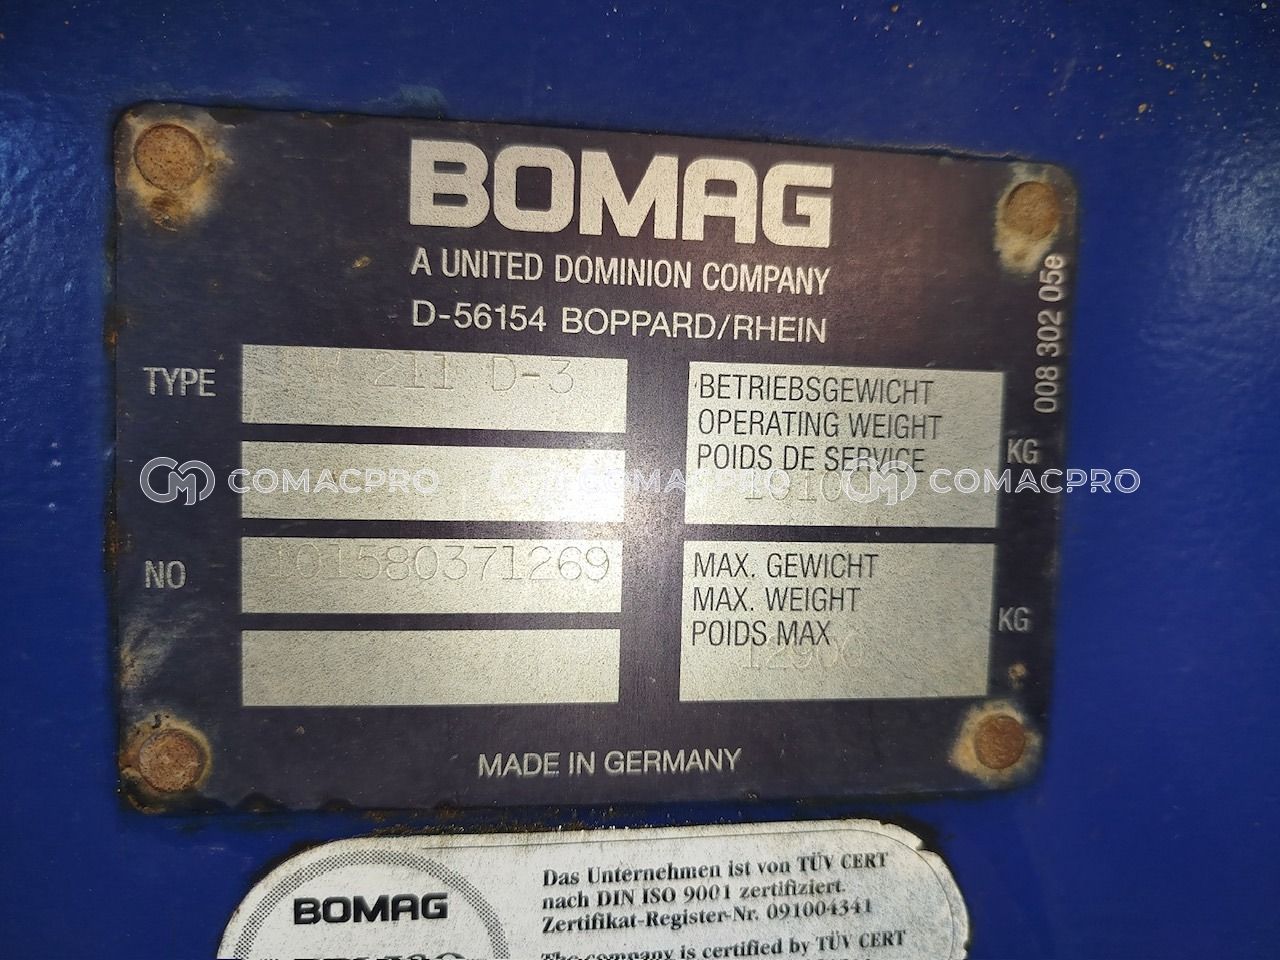 BOMAG
A UNITED DOMINION COMPANY
D-56154 BOPPARD/RHEIN
008 302 05e
TYPE
211 D-3
BETRIEBSGEWICHT
OPERATING WEIGHT
POIDS DE SERVICE
KG
COMACPRO COMACPRO COMACPRO
NO
101580371269
MAX. GEWICHT
MAX. WEIGHT
POIDS MAX
KG
12900
MADE IN GERMANY
BOMAG
Das Unternehmen ist von TÜV CERT
nach DIN ISO 9001 zertifiziert.
Zertifikat-Register-Nr. 091004341
The company is certified by TÜV CERT